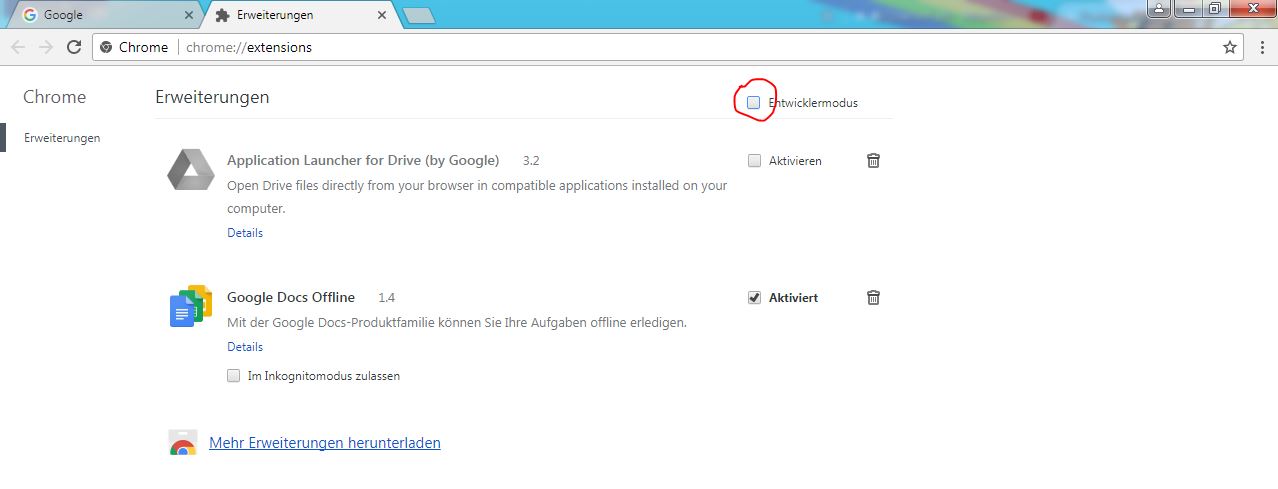 Google
Erweiterungen
Chrome
chrome://extensions
Chrome
Erweiterungen
Entwicklermodus
Erweiterungen
Application Launcher for Drive (by Google) 3.2
Aktivieren
Open Drive files directly from your browser in compatible applications installed on your
computer.
Details
Google Docs Offline 1.4
Aktiviert
Mit der Google Docs-Produktfamilie können Sie Ihre Aufgaben offline erledigen.
Details
Im Inkognitomodus zulassen
Mehr Erweiterungen herunterladen